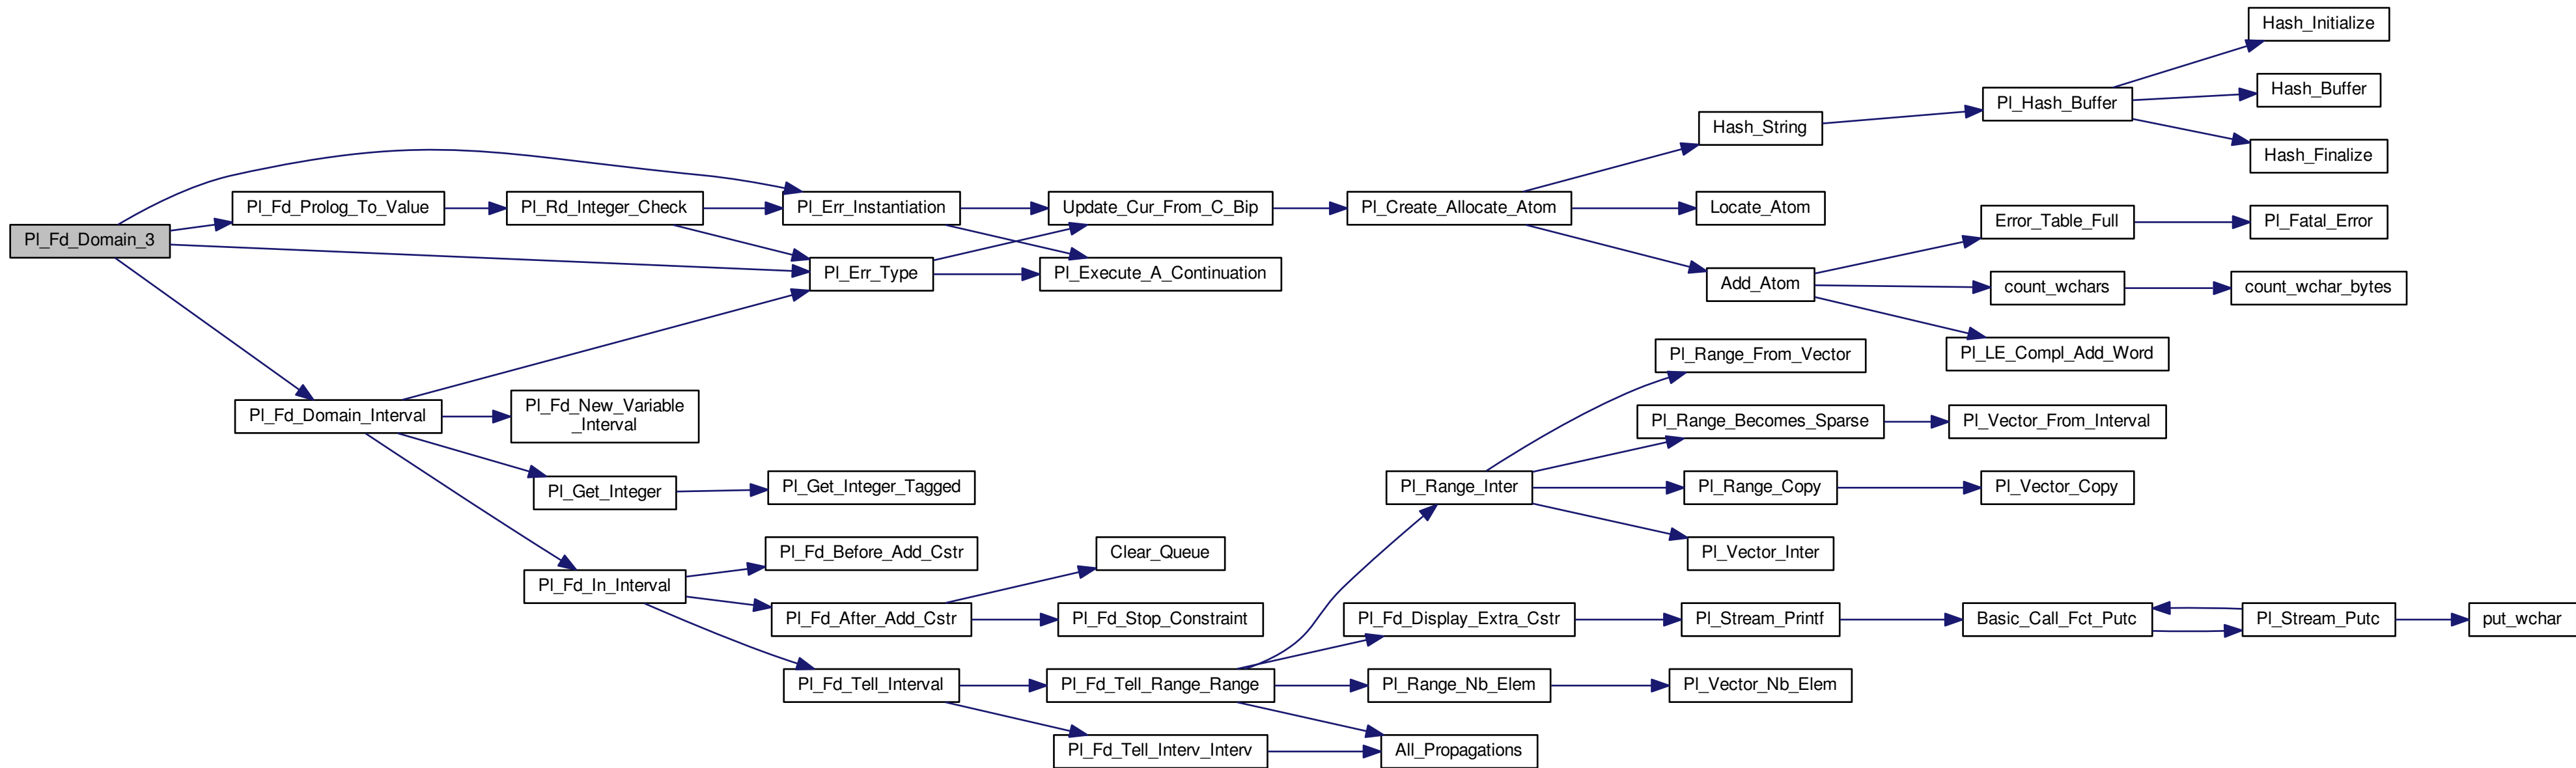 Pl_Fd_Domain_3
Pl_Fd_Prolog_To_Value
Pl_Fd_Domain_Interval
Pl_Rd_Integer_Check
Pl_Fd_New_Variable
_Interval
Pl_Get_Integer
Pl_Fd_In_Interval
Pl_Err_Instantiation
Pl_Err_Type
Pl_Get_Integer_Tagged
Pl_Fd_Before_Add_Cstr
Pl_Fd_After_Add_Cstr
Pl_Fd_Tell_Interval
Update_Cur_From_C_Bip
Pl_Execute_A_Continuation
Clear_Queue
Pl_Fd_Stop_Constraint
Pl_Fd_Tell_Range_Range
Pl_Fd_Tell_Interv_Interv
Pl_Create_Allocate_Atom
Pl_Range_Inter
Pl_Fd_Display_Extra_Cstr
Pl_Range_Nb_Elem
All_Propagations
Hash_String
Locate_Atom
Add_Atom
Pl_Range_From_Vector
Pl_Range_Becomes_Sparse
Pl_Range_Copy
Pl_Vector_Inter
Pl_Stream_Printf
Pl_Vector_Nb_Elem
Pl_Hash_Buffer
Error_Table_Full
count_wchars
Pl_LE_Compl_Add_Word
Pl_Vector_From_Interval
Pl_Vector_Copy
Basic_Call_Fct_Putc
Hash_Initialize
Hash_Buffer
Hash_Finalize
Pl_Fatal_Error
count_wchar_bytes
Pl_Stream_Putc
put_wchar